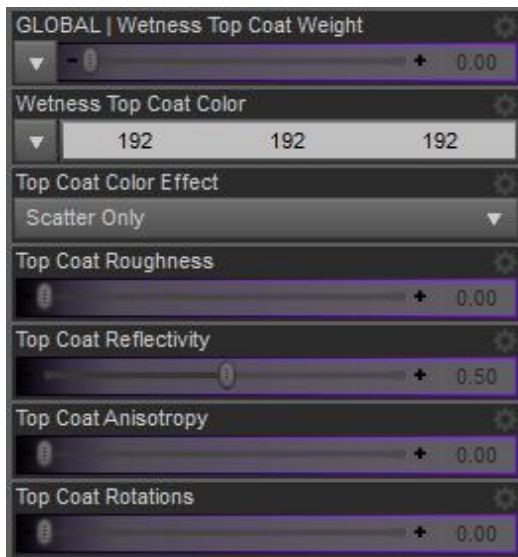 GLOBAL | Wetness Top Coat Weight
- + 0.00
Wetness Top Coat Color
192 192 192
Top Coat Color Effect
Scatter Only
Top Coat Roughness
+ 0.00
Top Coat Reflectivity
+ 0.50
Top Coat Anisotropy
+ 0.00
Top Coat Rotations
+ 0.00